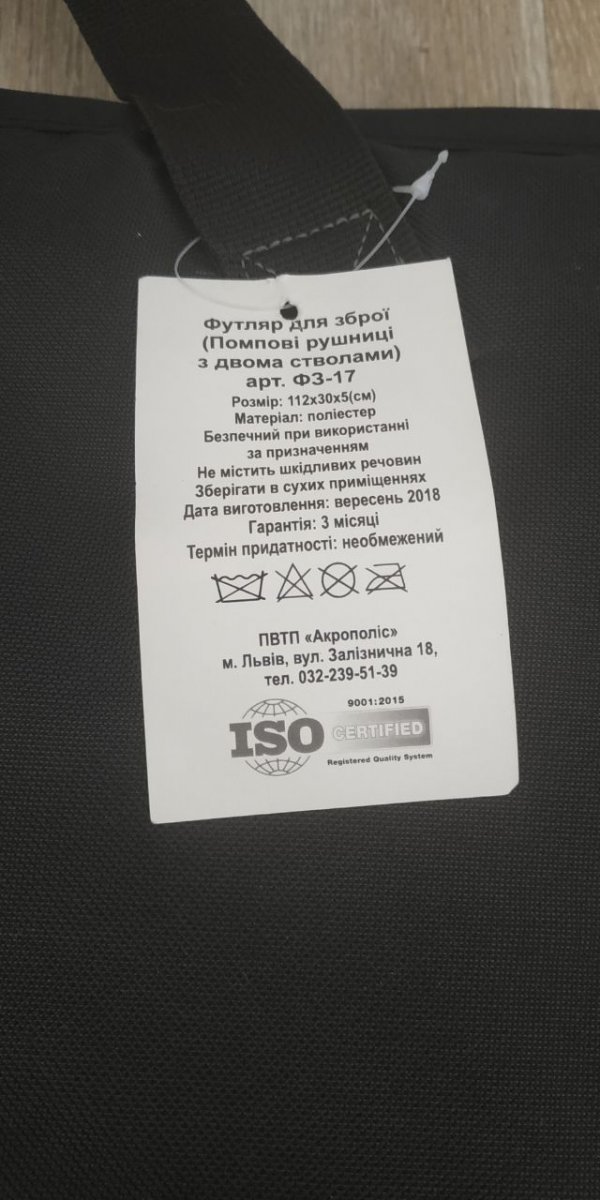 Футляр для зброї
(Помпові рушниці
з двома стволами)
арт. ФЗ-17
Розмір: 112х30х5(см)
Матеріал: поліестер
Безпечний при використанні
за призначенням
Не містить шкідливих речовин
Зберігати в сухих приміщеннях
Дата виготовлення: вересень 2018
Гарантія: 3 місяці
Термін придатності: необмежений
ПВТП «Акрополіс»
м. Львів, вул. Залізнична 18,
тел. 032-239-51-39
9001:2015
ISO CERTIFIED
Registered Quality System